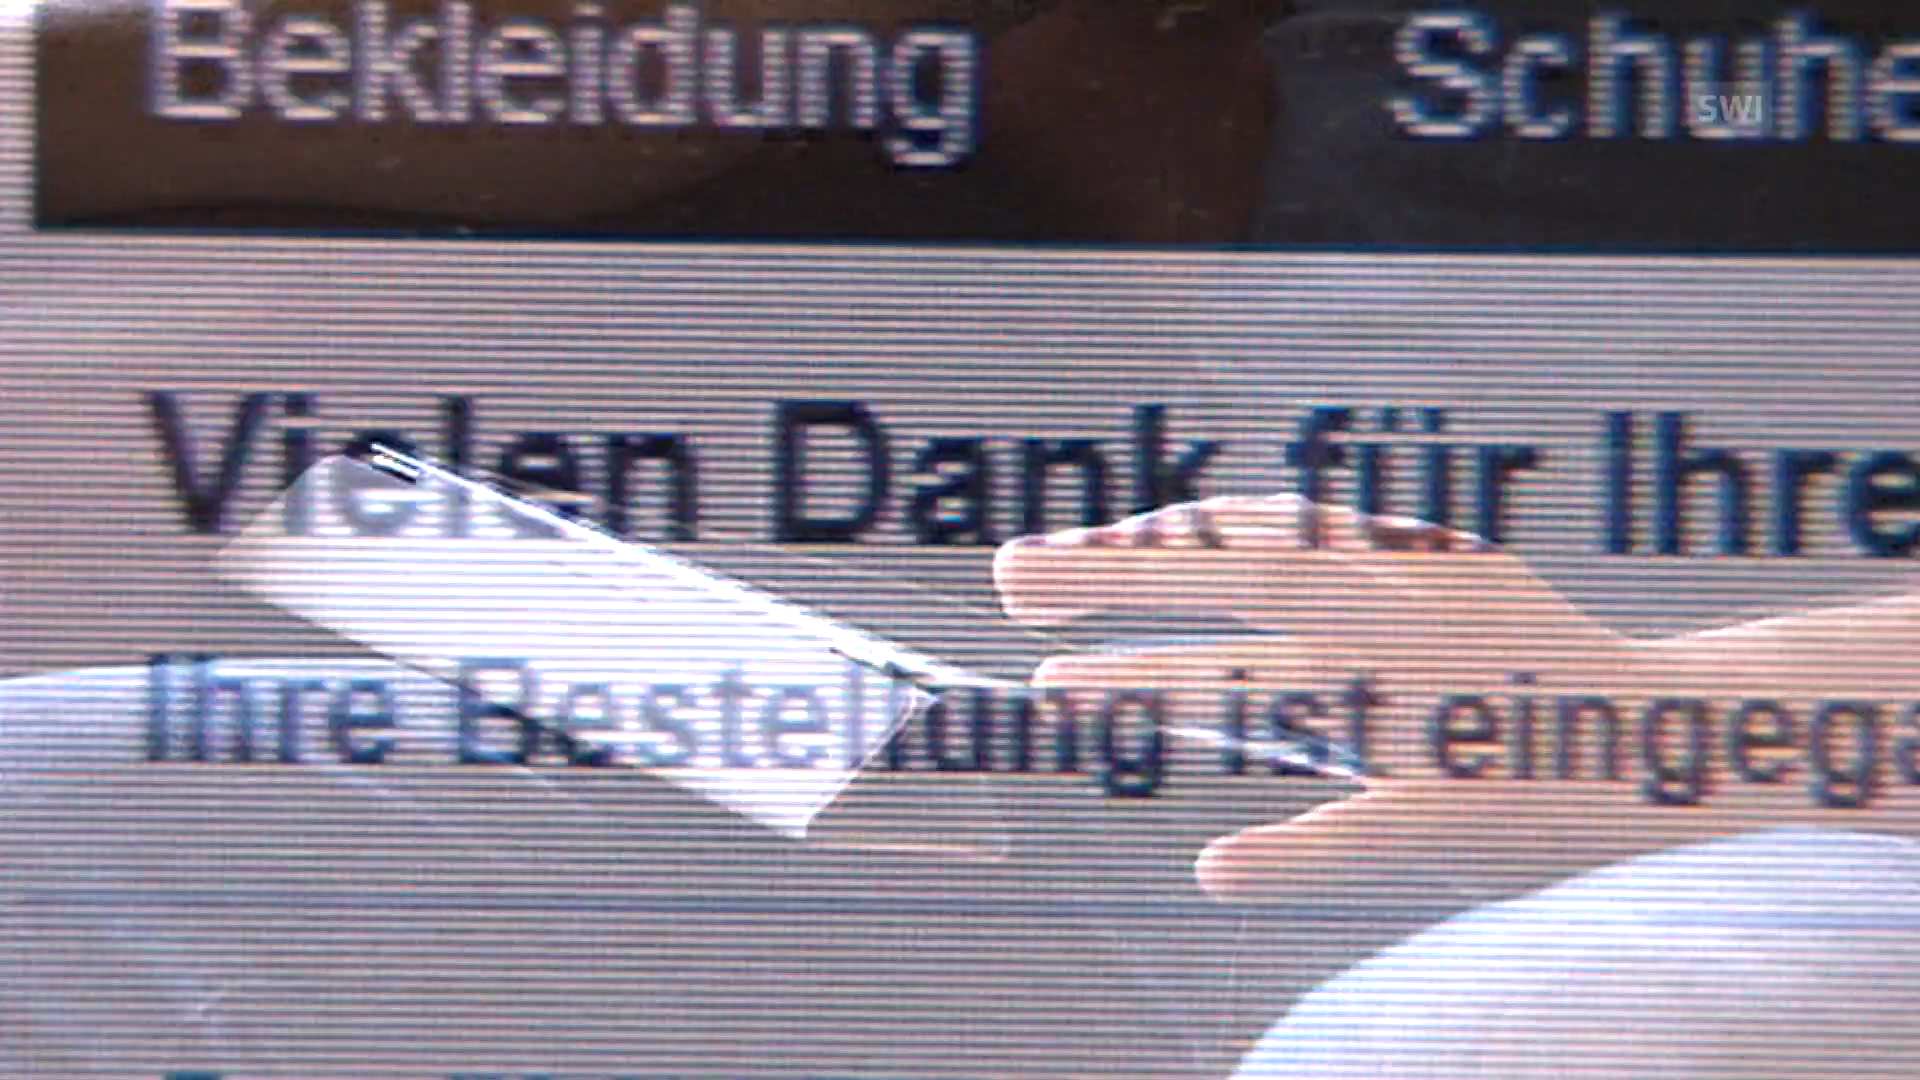 Bekleidung Schuhe
SWI
Vielen Dank für Ihre
Ihre Bestellung ist eingega